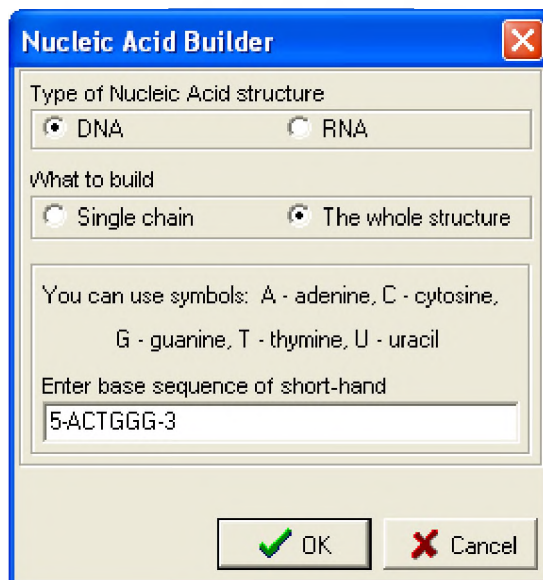 Nucleic Acid Builder
Type of Nucleic Acid structure
DNA RNA
What to build
Single chain The whole structure
You can use symbols: A - adenine, C - cytosine,
G - guanine, T - thymine, U - uracil
Enter base sequence of short-hand
5-ACTGGG-3
OK Cancel